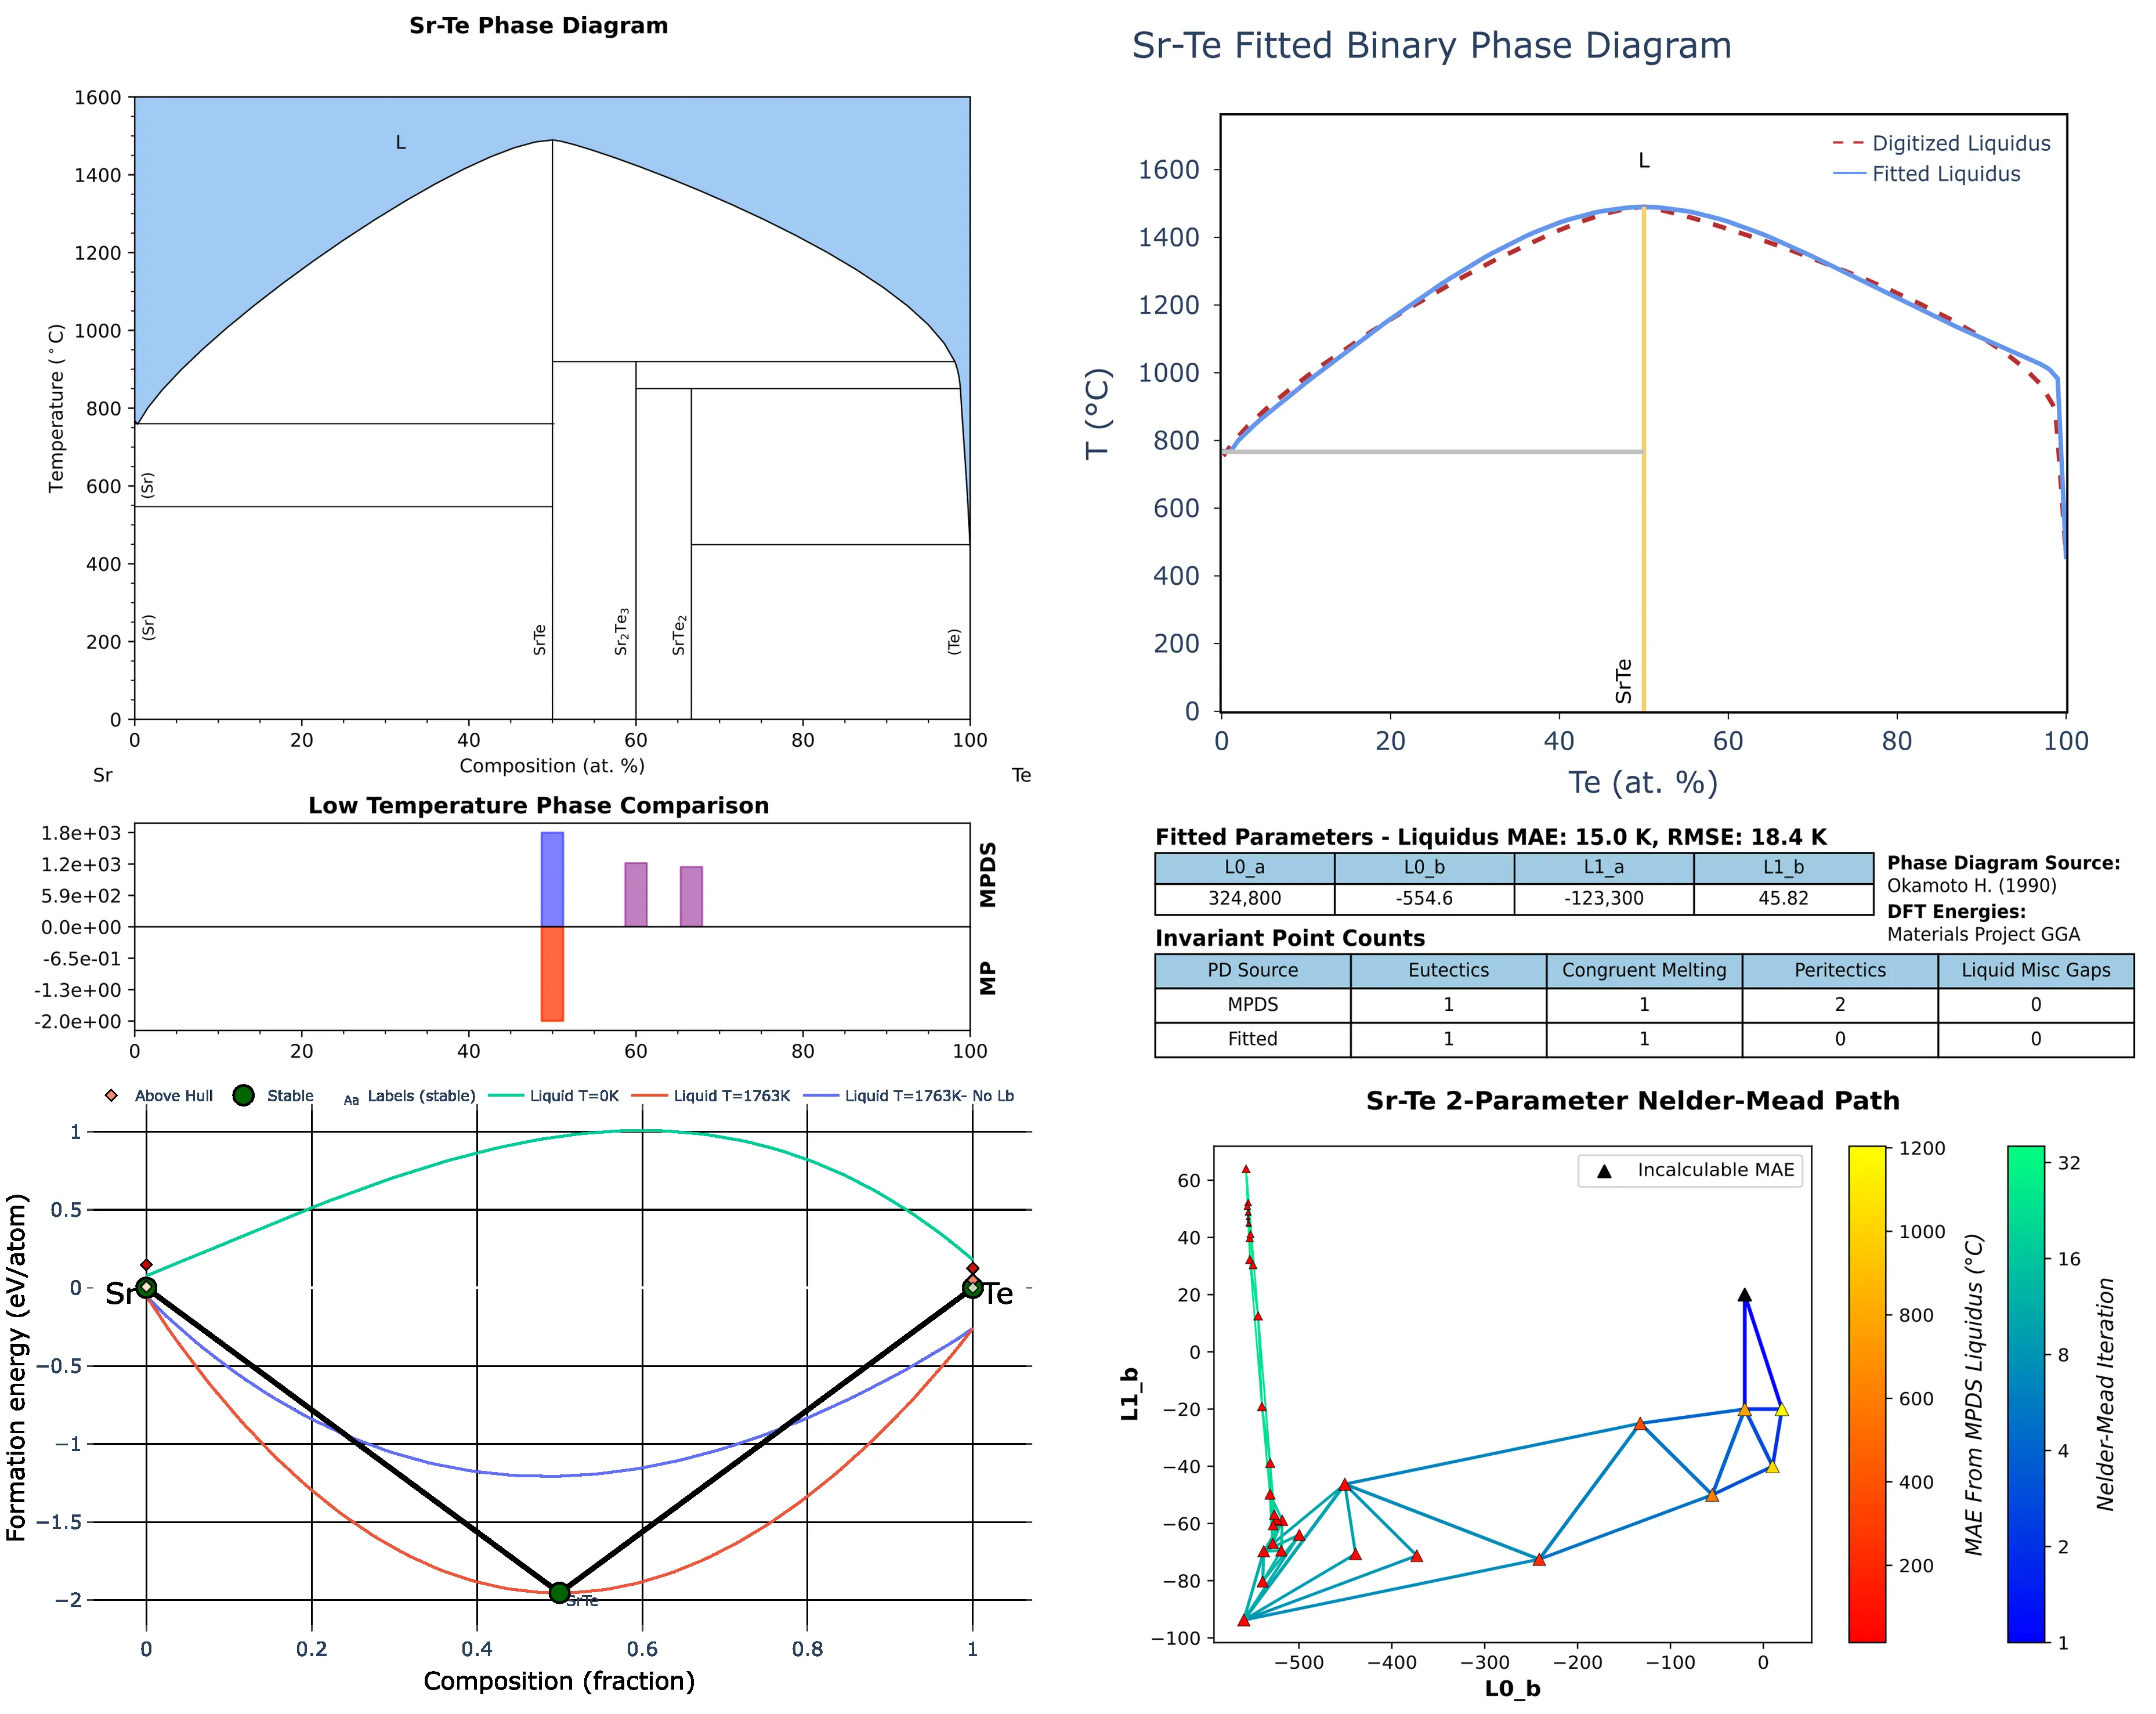 Sr-Te Phase Diagram
1600
1400
1200
1000
800
600
400
200
0
Temperature (°C)
L
(Sr)
(Sr)
SrTe
Sr₂Te₃
SrTe₂
(Te)
0 20 40 60 80 100
Composition (at. %)
Sr Te
Sr-Te Fitted Binary Phase Diagram
1600
1400
1200
1000
800
600
400
200
0
T (°C)
L
Digitized Liquidus
Fitted Liquidus
SrTe
0 20 40 60 80 100
Te (at. %)
Low Temperature Phase Comparison
1.8e+03
1.2e+03
5.9e+02
0.0e+00
-6.5e-01
-1.3e+00
-2.0e+00
MPDS
MP
0 20 40 60 80 100
Fitted Parameters - Liquidus MAE: 15.0 K, RMSE: 18.4 K
L0_a L0_b L1_a L1_b
324,800 -554.6 -123,300 45.82
Phase Diagram Source:
Okamoto H. (1990)
DFT Energies:
Materials Project GGA
Invariant Point Counts
PD Source Eutectics Congruent Melting Peritectics Liquid Misc Gaps
MPDS 1 1 2 0
Fitted 1 1 0 0
Above Hull Stable Aa Labels (stable) Liquid T=0K Liquid T=1763K Liquid T=1763K- No Lb
1
0.5
0
−0.5
−1
−1.5
−2
Formation energy (eV/atom)
Sr
Te
SrTe
0 0.2 0.4 0.6 0.8 1
Composition (fraction)
Sr-Te 2-Parameter Nelder-Mead Path
Incalculable MAE
60
40
20
0
−20
−40
−60
−80
−100
L1_b
−500 −400 −300 −200 −100 0
L0_b
1200
1000
800
600
400
200
MAE From MPDS Liquidus (°C)
32
16
8
4
2
1
Nelder-Mead Iteration